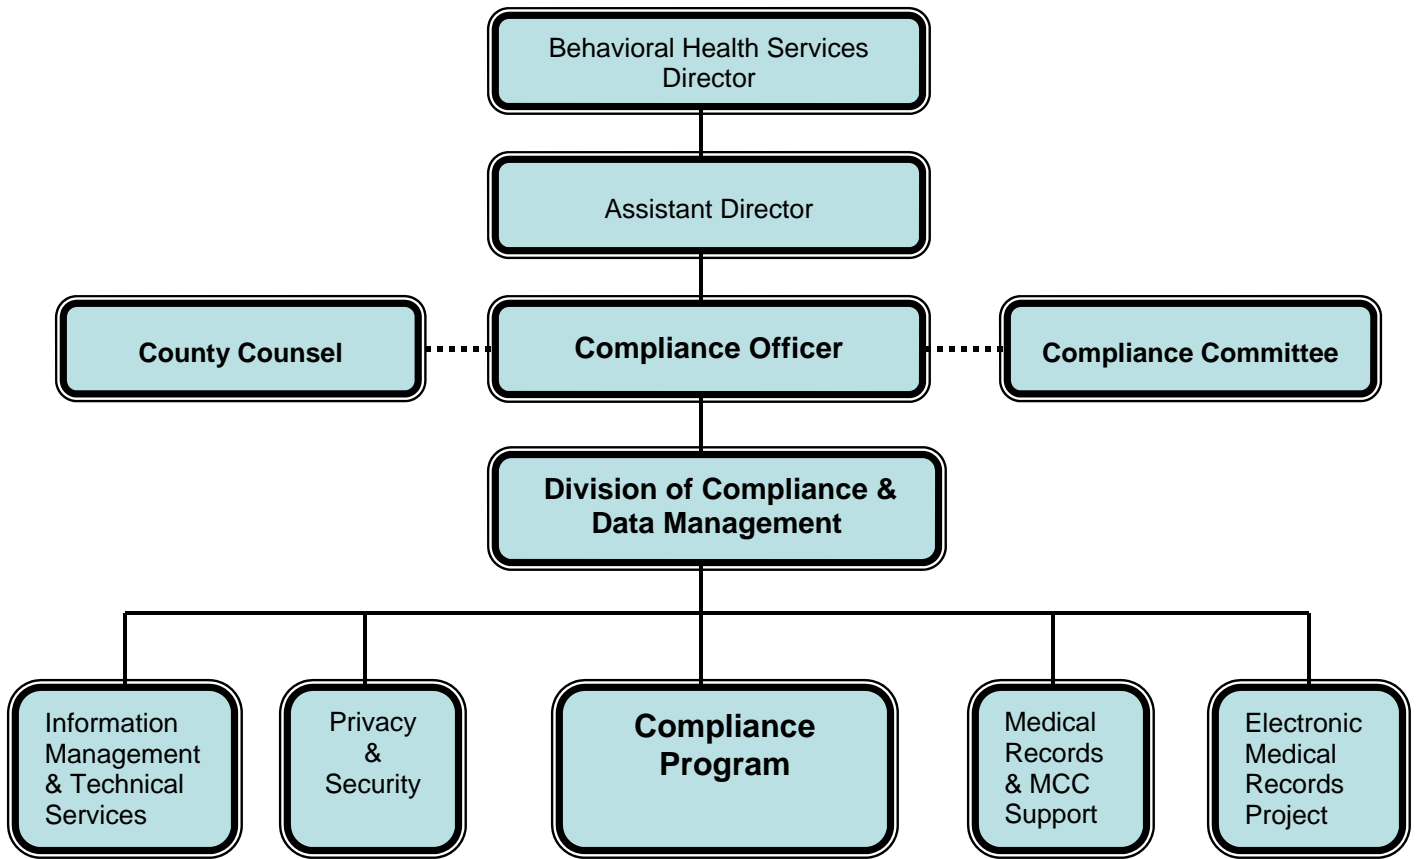 Behavioral Health Services
Director
Assistant Director
County Counsel
Compliance Officer
Compliance Committee
Division of Compliance &
Data Management
Information
Management
& Technical
Services
Privacy
&
Security
Compliance
Program
Medical
Records
& MCC
Support
Electronic
Medical
Records
Project